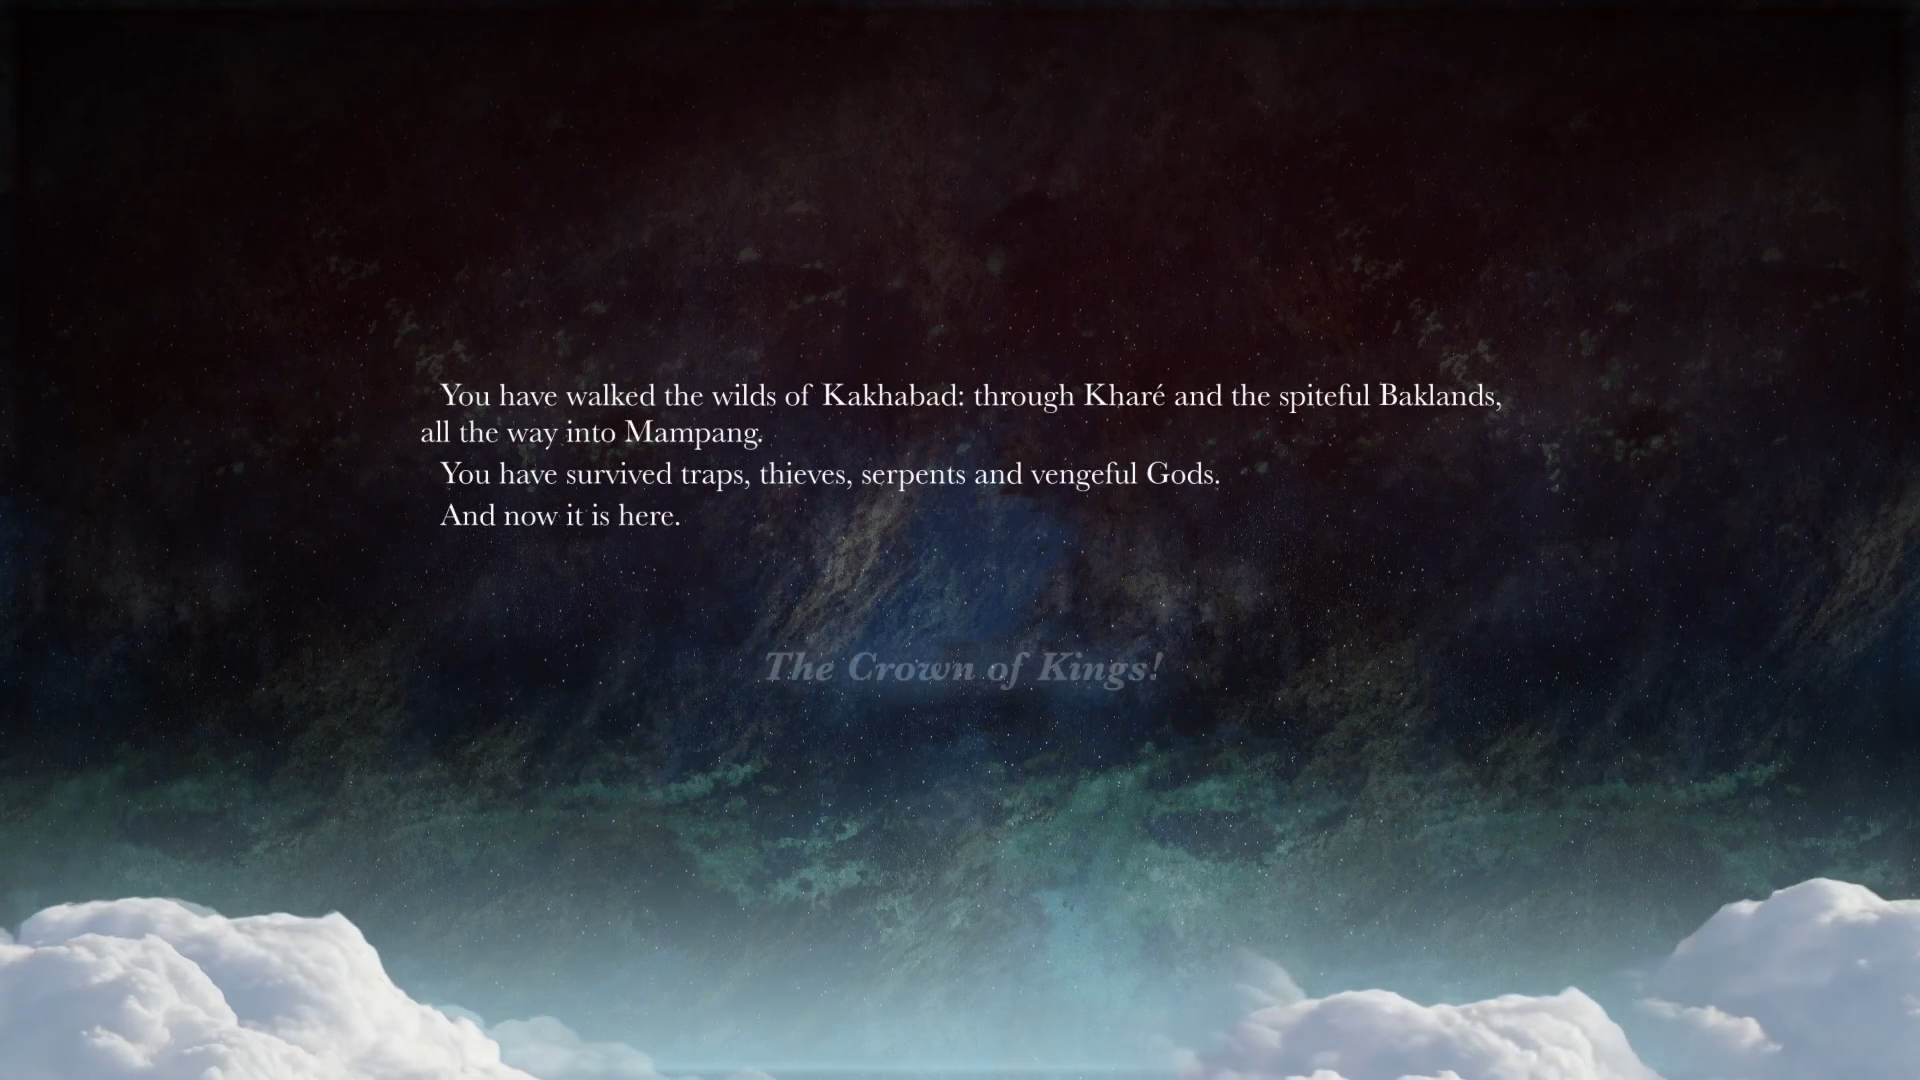 You have walked the wilds of Kakhabad: through Kharé and the spiteful Baklands,
all the way into Mampang.
You have survived traps, thieves, serpents and vengeful Gods.
And now it is here.
The Crown of Kings!